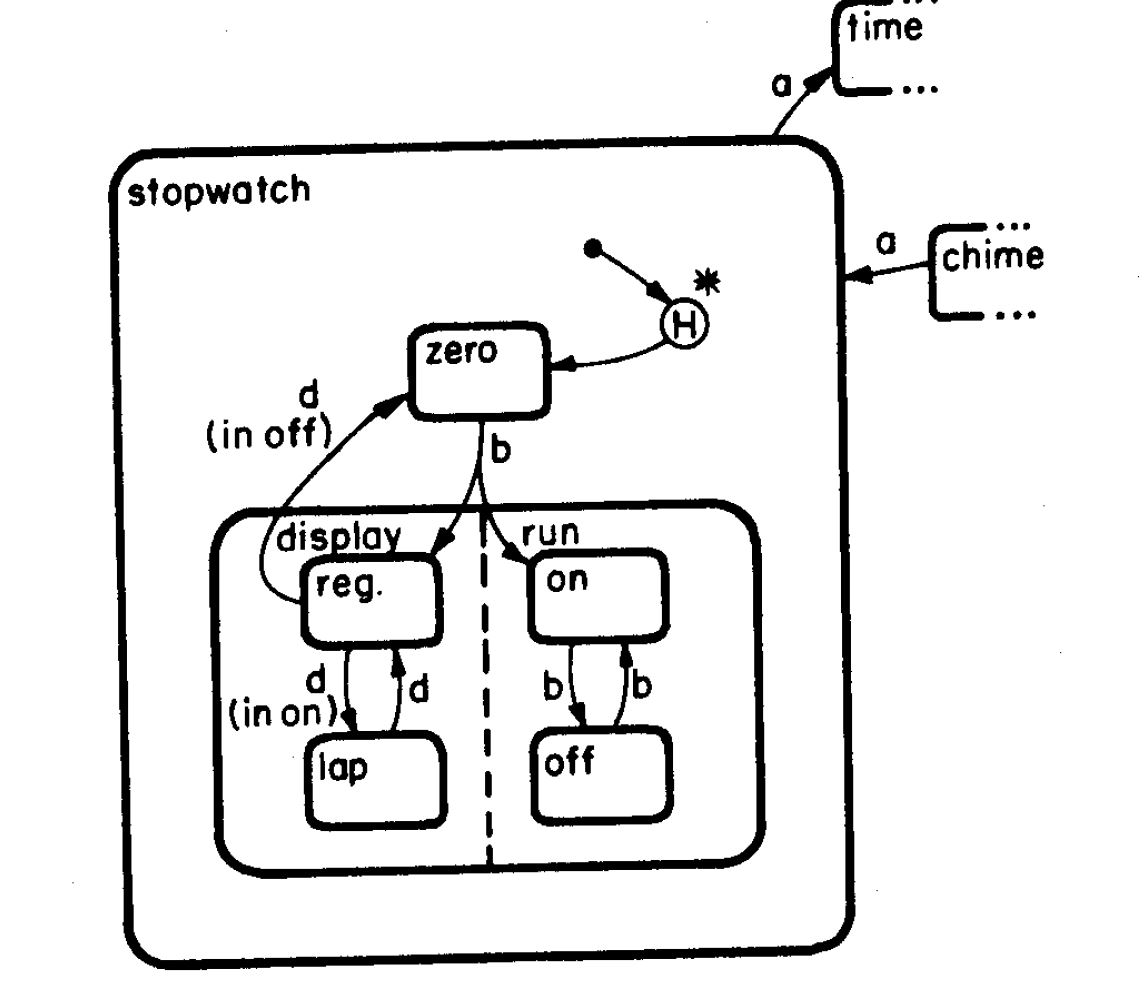 time
a
stopwatch
a
chime
*
H
zero
d
(in off)
b
display
run
reg.
on
d
(in on)
d
b
b
lap
off